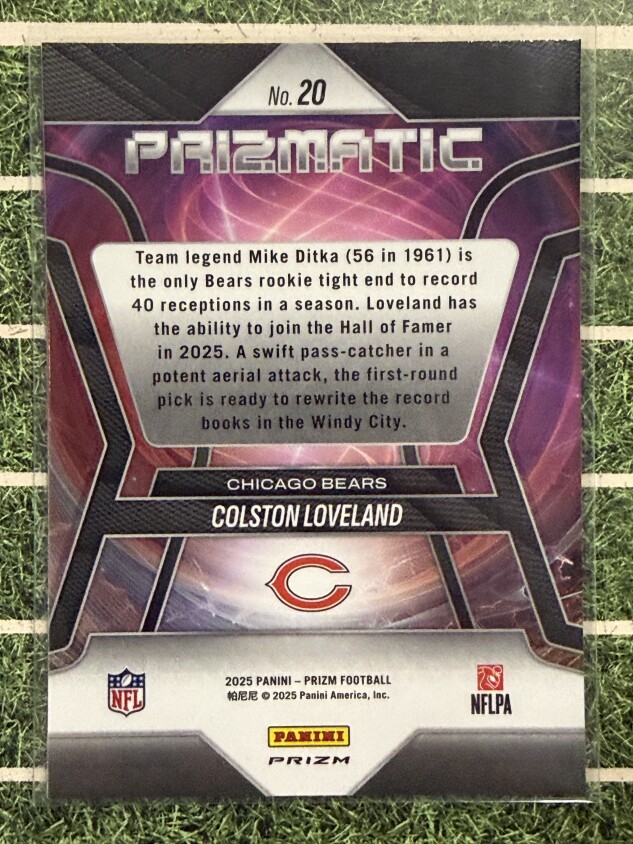 No. 20
PRIZMATIC
Team legend Mike Ditka (56 in 1961) is
the only Bears rookie tight end to record
40 receptions in a season. Loveland has
the ability to join the Hall of Famer
in 2025. A swift pass-catcher in a
potent aerial attack, the first-round
pick is ready to rewrite the record
books in the Windy City.
CHICAGO BEARS
COLSTON LOVELAND
C
2025 PANINI – PRIZM FOOTBALL
帕尼尼 © 2025 Panini America, Inc.
NFL
NFLPA
PANINI
PRIZM